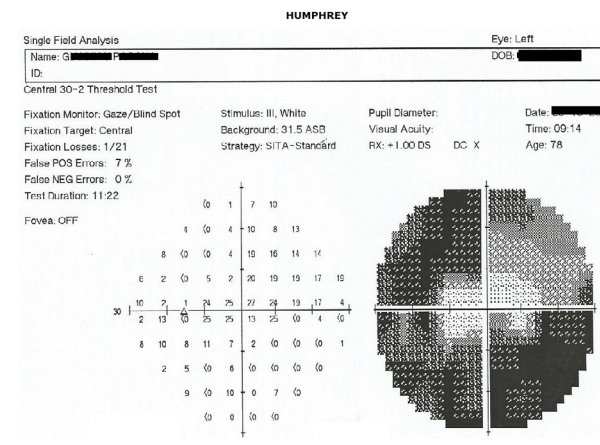 HUMPHREY
Single Field Analysis Eye: Left
Name: G P DOB:
ID:
Central 30-2 Threshold Test
Fixation Monitor: Gaze/Blind Spot Stimulus: III, White Pupil Diameter: Date:
Fixation Target: Central Background: 31.5 ASB Visual Acuity: Time: 09:14
Fixation Losses: 1/21 Strategy: SITA-Standard RX: +1.00 DS DC X Age: 78
False POS Errors: 7 %
False NEG Errors: 0 %
Test Duration: 11:22
Fovea: OFF
<0 1 7 10
4 <0 4 10 8 13
8 <0 <0 4 19 16 14 14
6 2 <0 5 2 20 19 19 17 19
10 2 1 24 25 27 24 19 17 4
30
2 13 <0 25 25 13 25 <0 4 <0
8 10 8 11 7 2 <0 <0 <0 1
2 5 <0 6 <0 <0 <0 <0
9 <0 10 0 7 <0
<0 0 <0 <0